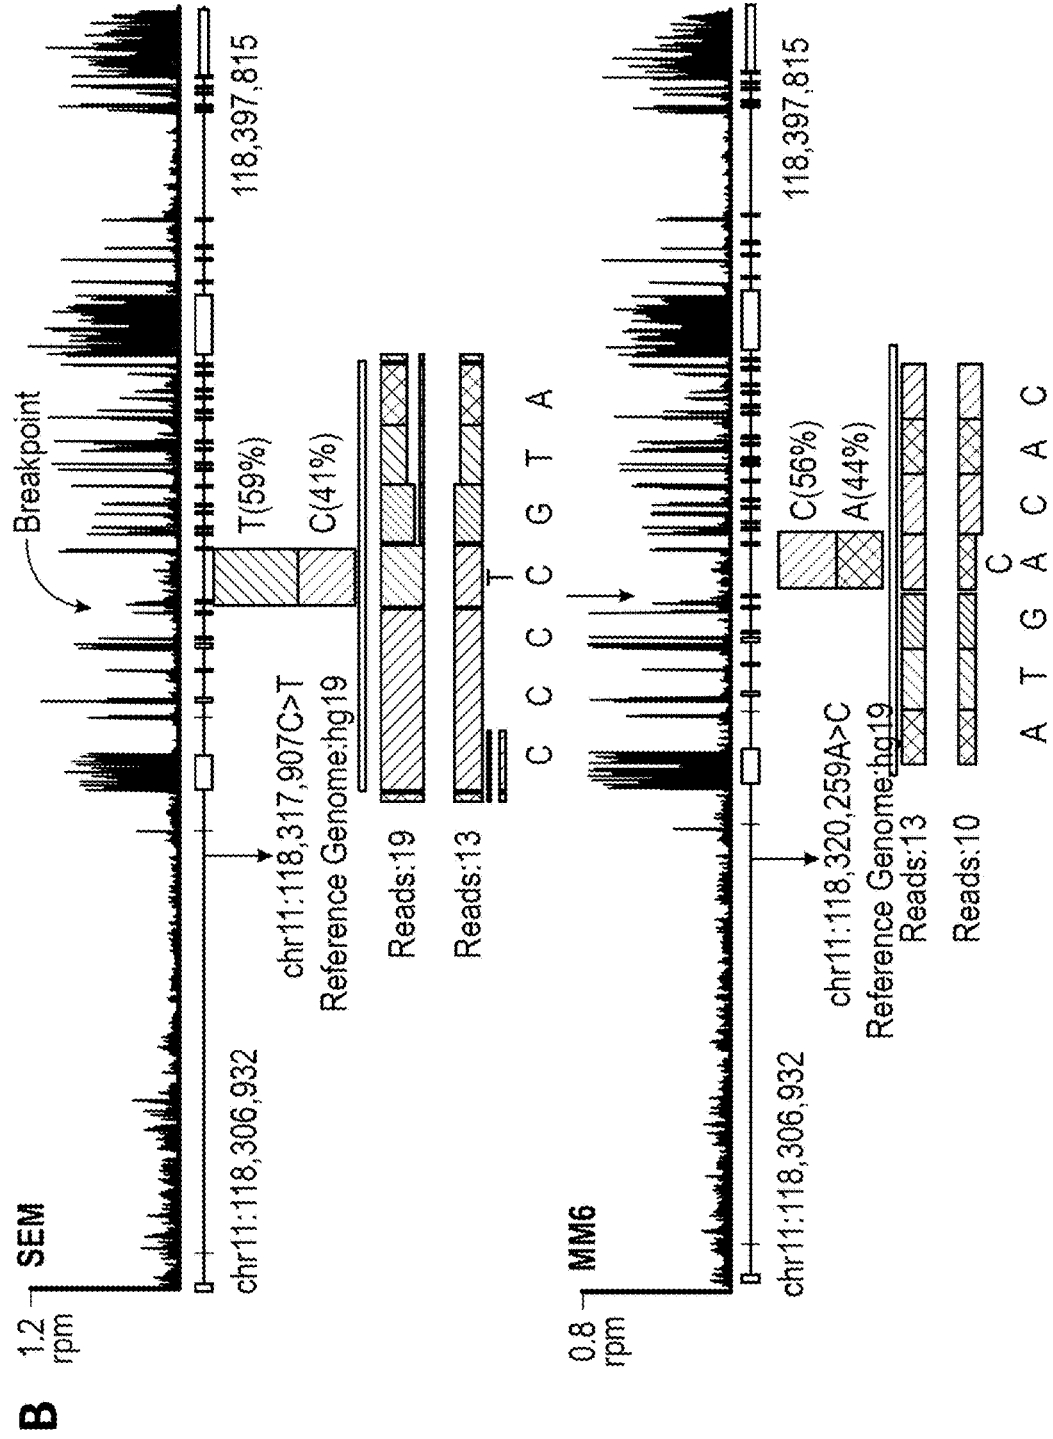 B
1.2
rpm
SEM
Breakpoint
chr11:118,306,932
118,397,815
T(59%)
C(41%)
chr11:118,317,907C>T
Reference Genome:hg19
Reads:19
Reads:13
T
C C C C G T A
0.8
rpm
MM6
chr11:118,306,932
118,397,815
C(56%)
A(44%)
chr11:118,320,259A>C
Reference Genome:hg19
Reads:13
Reads:10
C
A T G A C A C